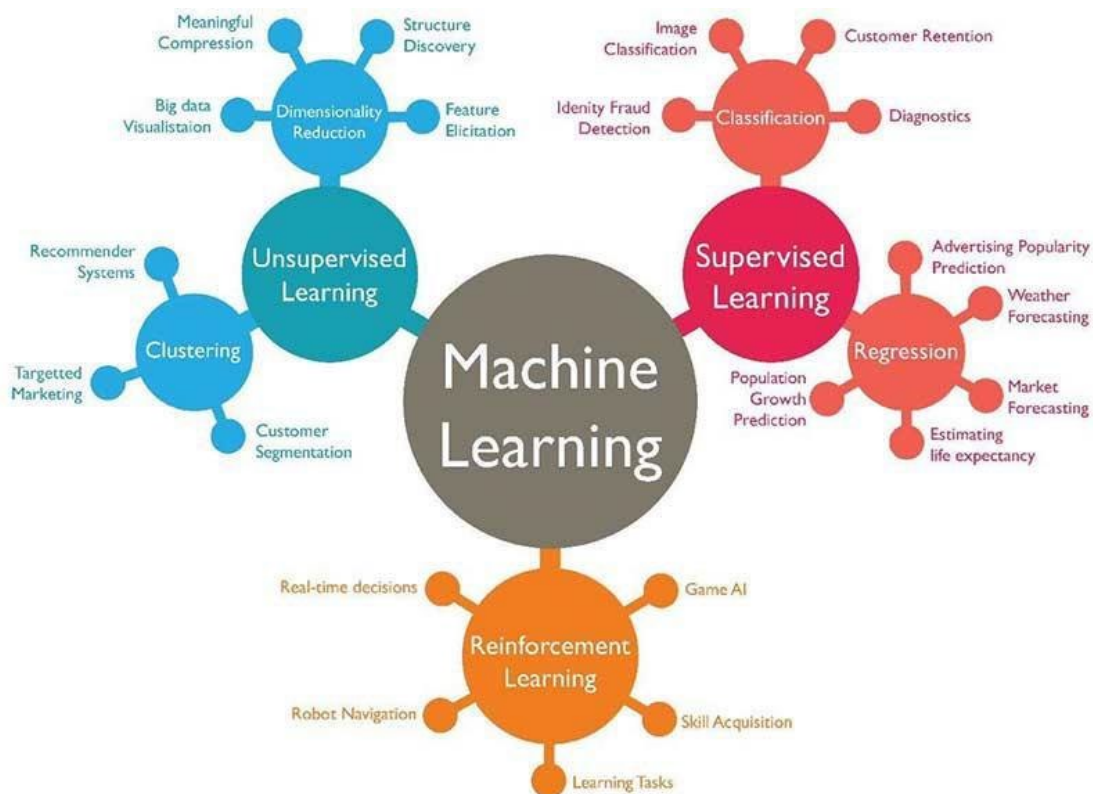 Meaningful
Compression
Structure
Discovery
Big data
Visualistaion
Dimensionality
Reduction
Feature
Elicitation
Image
Classification
Customer Retention
Idenity Fraud
Detection
Classification
Diagnostics
Unsupervised
Learning
Supervised
Learning
Recommender
Systems
Clustering
Targetted
Marketing
Customer
Segmentation
Machine
Learning
Advertising Popularity
Prediction
Weather
Forecasting
Regression
Population
Growth
Prediction
Market
Forecasting
Estimating
life expectancy
Real-time decisions
Game AI
Reinforcement
Learning
Robot Navigation
Skill Acquisition
Learning Tasks